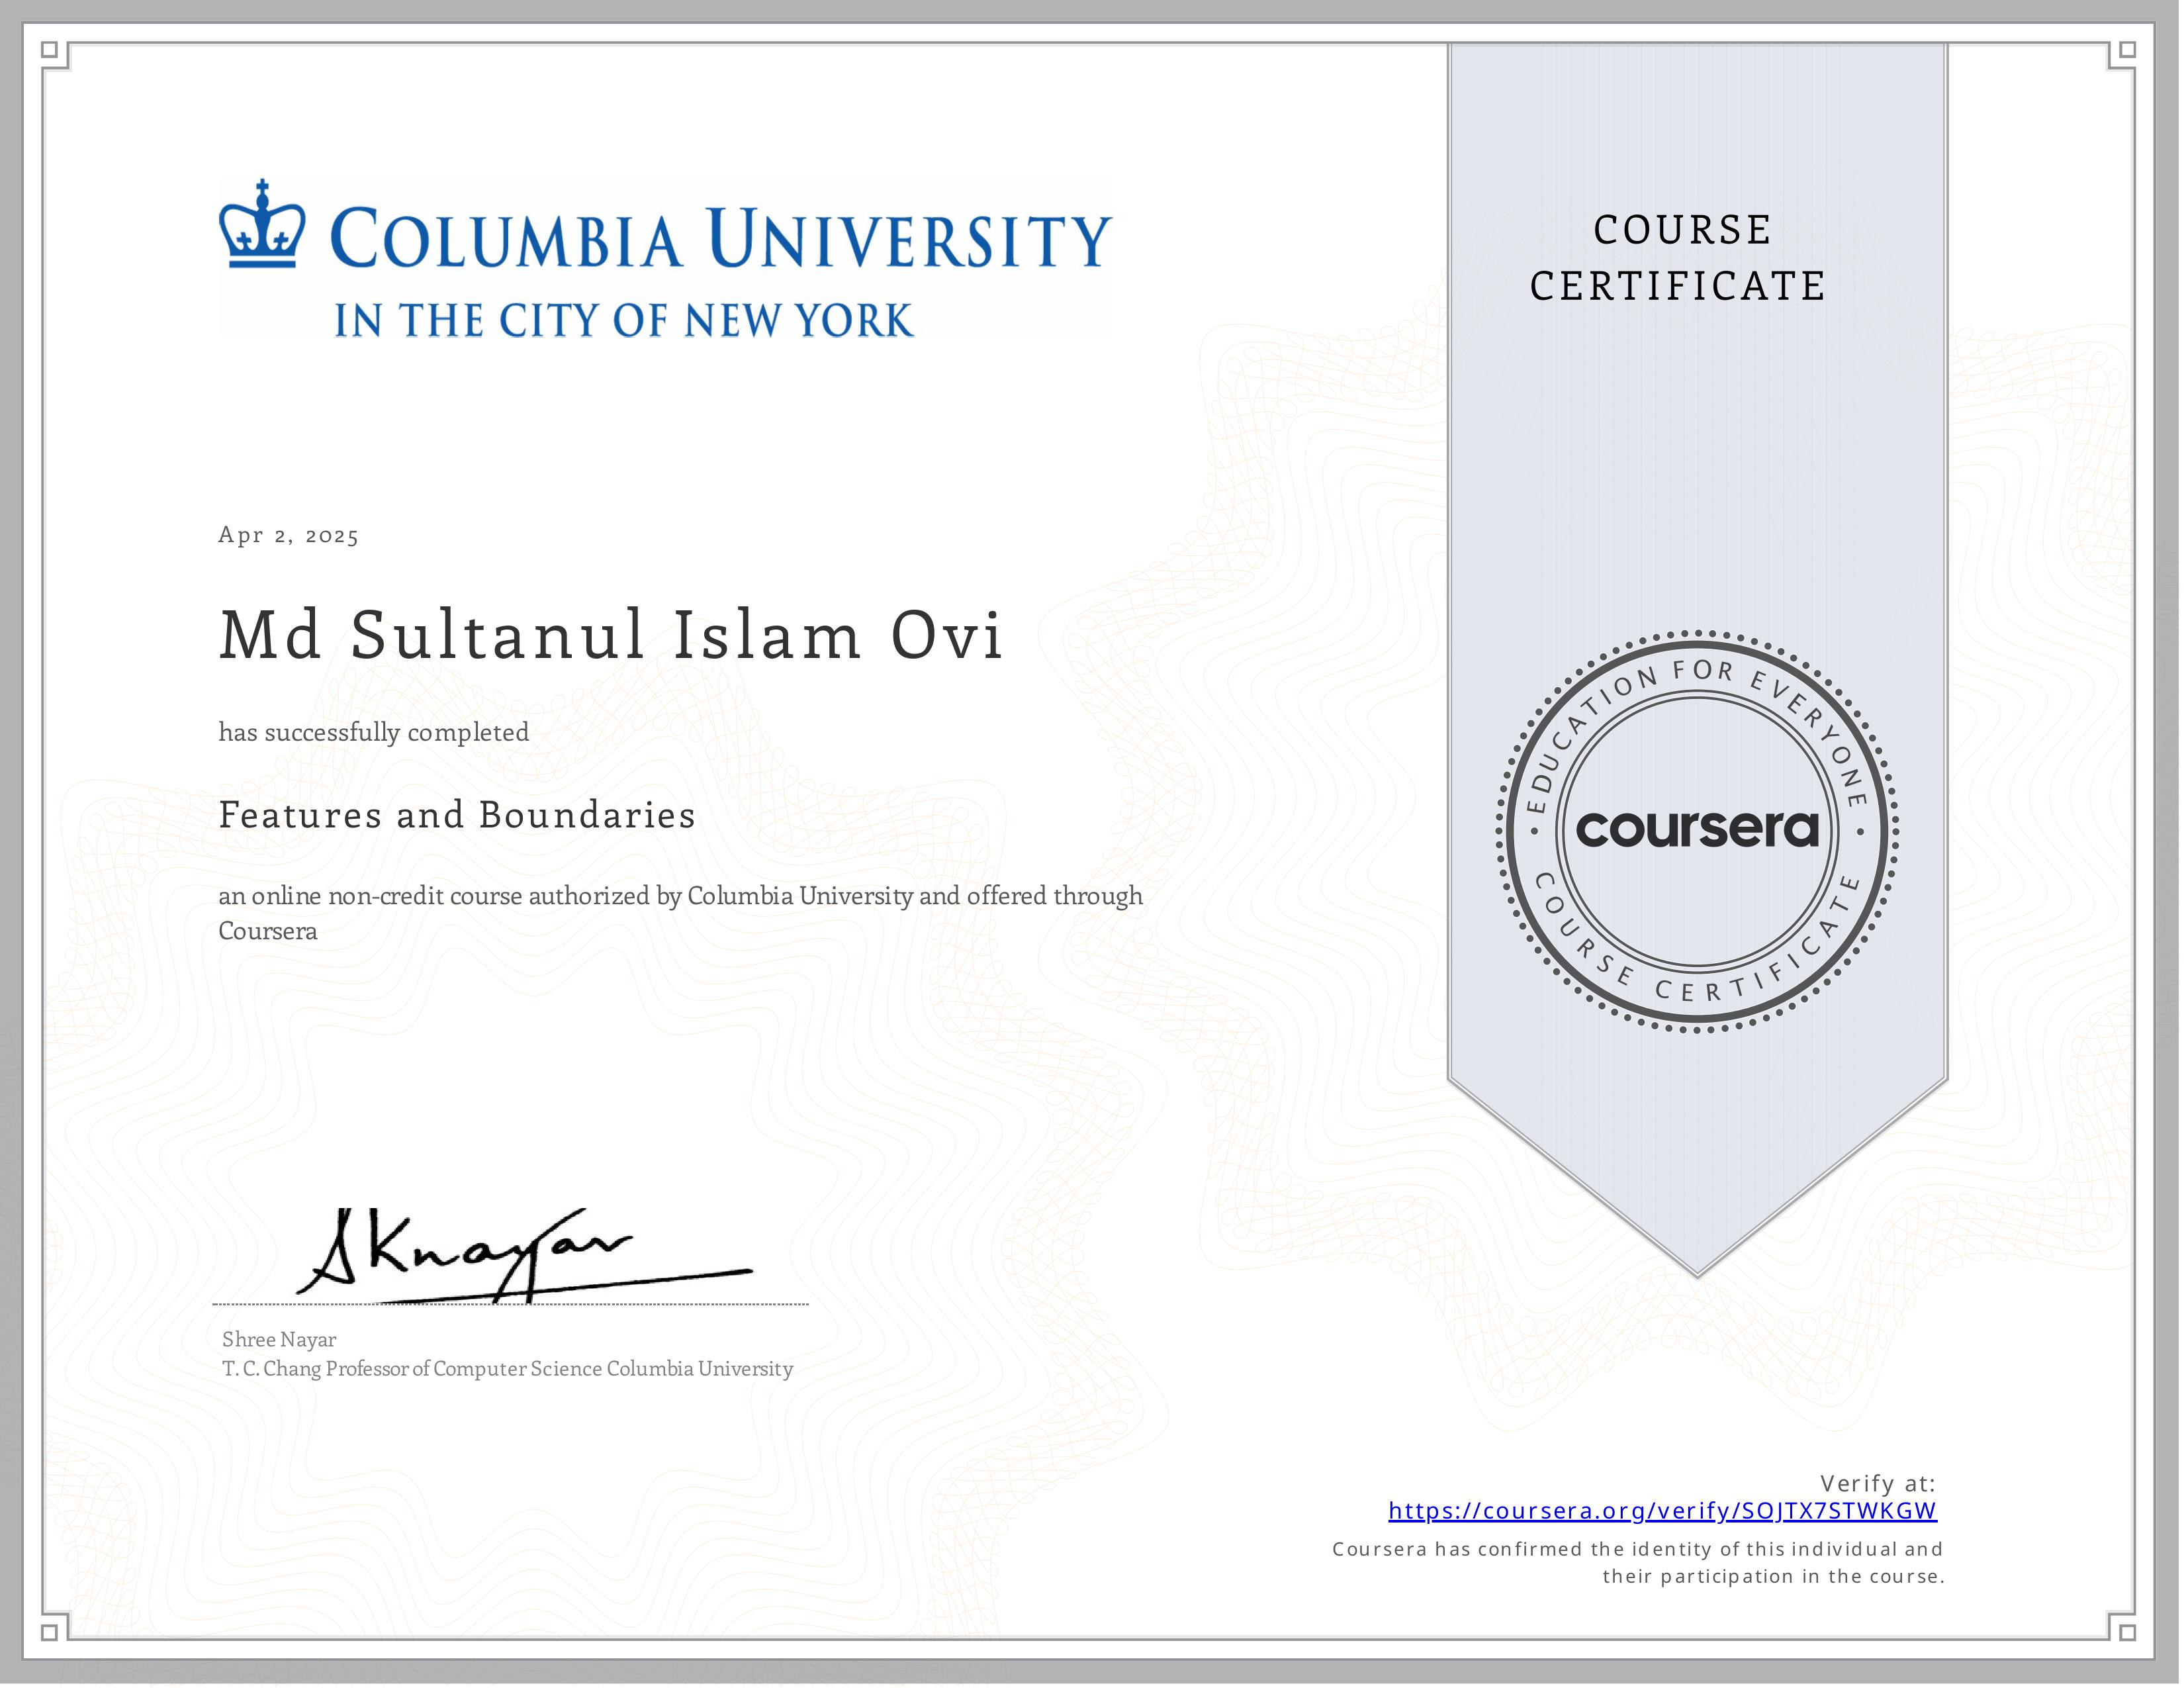 COLUMBIA UNIVERSITY
IN THE CITY OF NEW YORK
COURSE
CERTIFICATE
Apr 2, 2025
Md Sultanul Islam Ovi
has successfully completed
Features and Boundaries
an online non-credit course authorized by Columbia University and offered through
Coursera
EDUCATION FOR EVERYONE
coursera
COURSE CERTIFICATE
SKnayar
Shree Nayar
T. C. Chang Professor of Computer Science Columbia University
Verify at:
https://coursera.org/verify/SOJTX7STWKGW
Coursera has confirmed the identity of this individual and
their participation in the course.